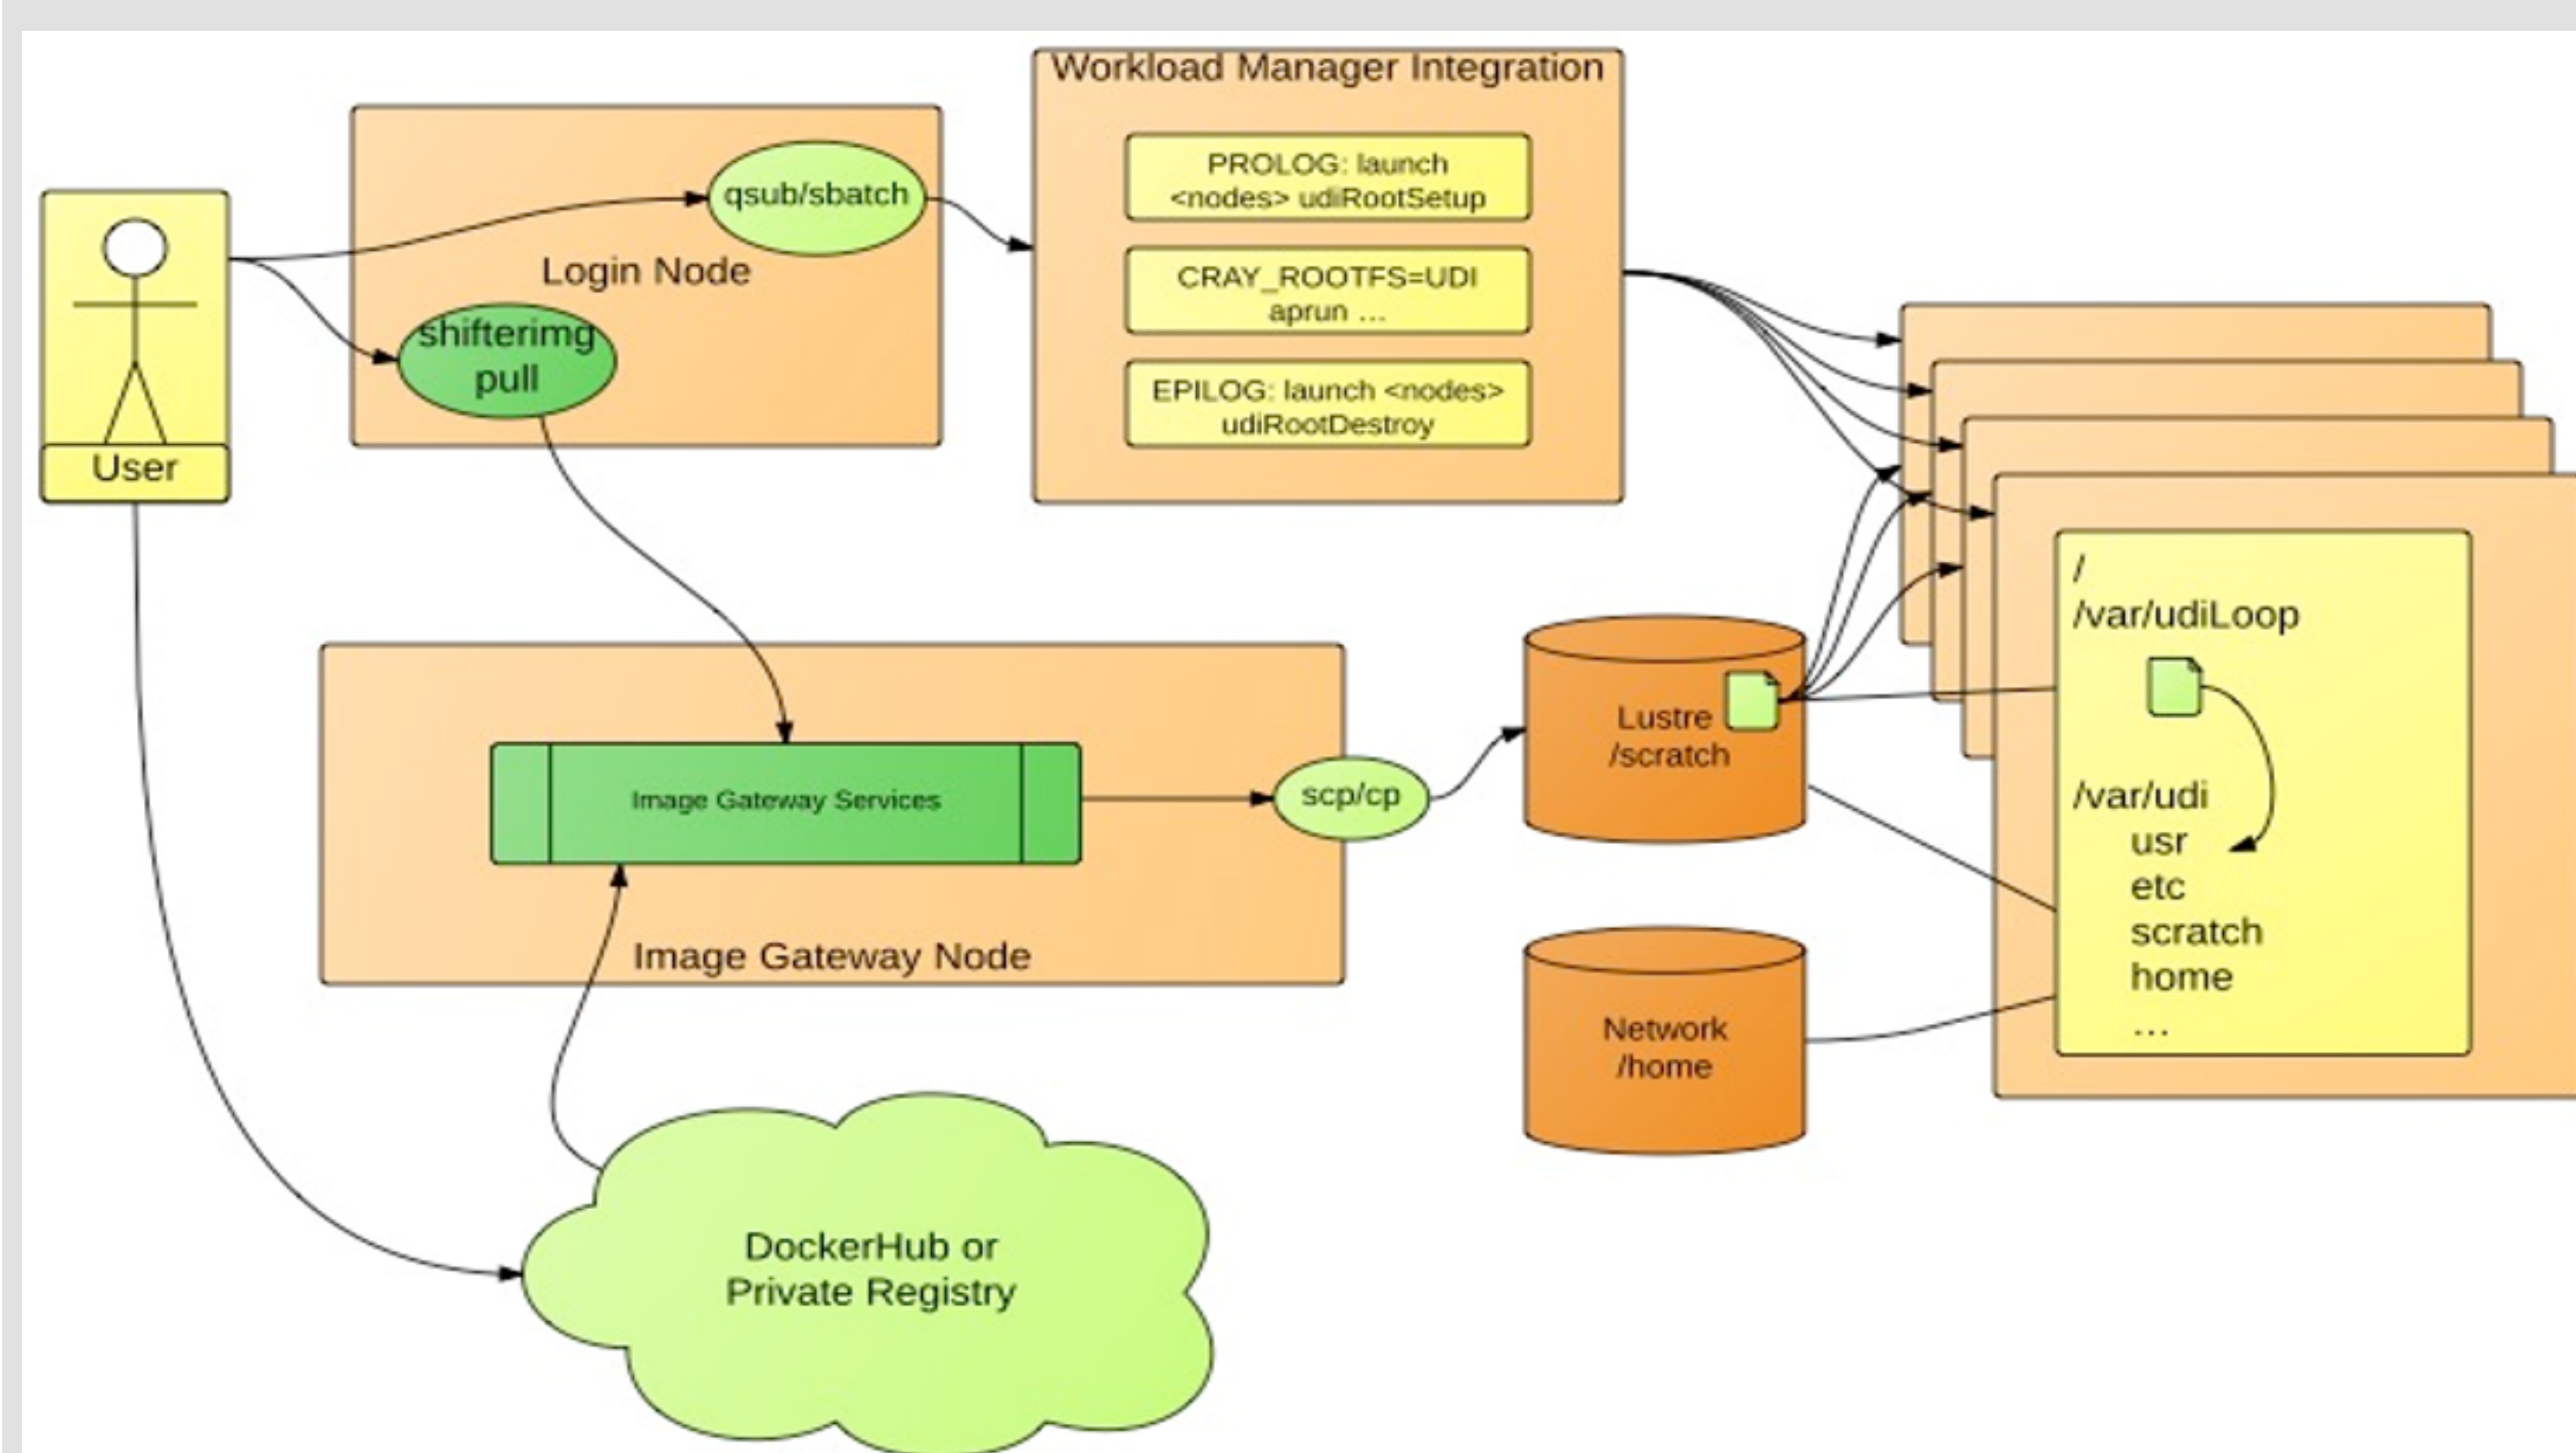 Workload Manager Integration
PROLOG: launch
<nodes> udiRootSetup
CRAY_ROOTFS=UDI
aprun ...
EPILOG: launch <nodes>
udiRootDestroy
qsub/sbatch
Login Node
shifterimg
pull
User
Image Gateway Services
Image Gateway Node
scp/cp
Lustre
/scratch
Network
/home
/
/var/udiLoop
/var/udi
usr
etc
scratch
home
...
DockerHub or
Private Registry